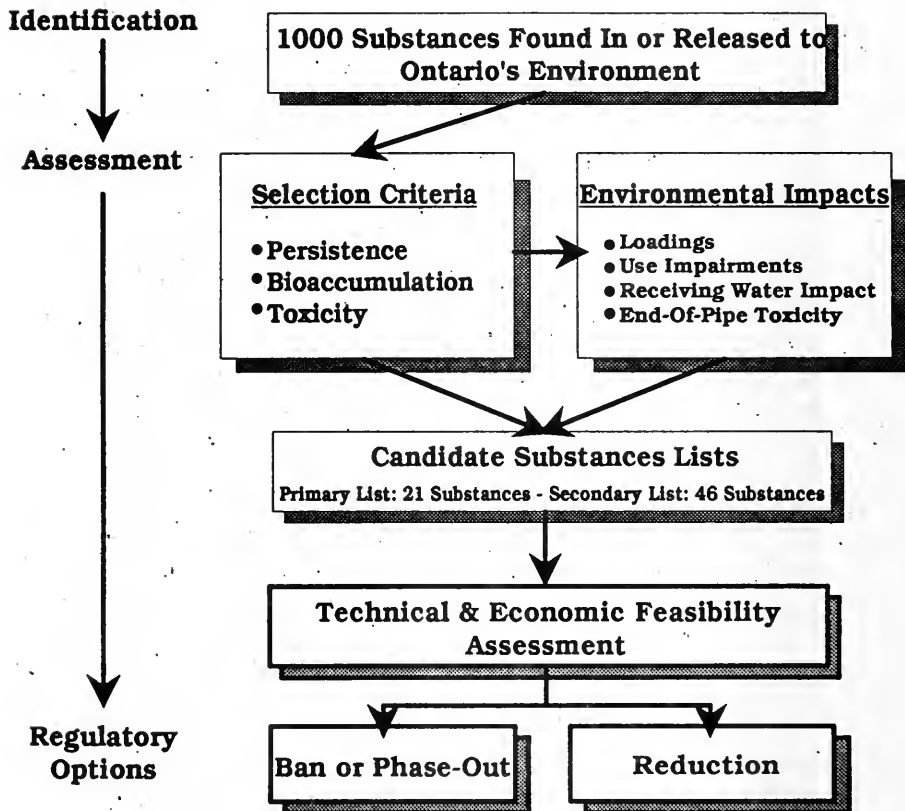 Identification
1000 Substances Found In or Released to
Ontario's Environment
Assessment
Selection Criteria
•Persistence
•Bioaccumulation
•Toxicity
Environmental Impacts
•Loadings
•Use Impairments
•Receiving Water Impact
•End-Of-Pipe Toxicity
Candidate Substances Lists
Primary List: 21 Substances - Secondary List: 46 Substances
Technical & Economic Feasibility
Assessment
Regulatory
Options
Ban or Phase-Out
Reduction